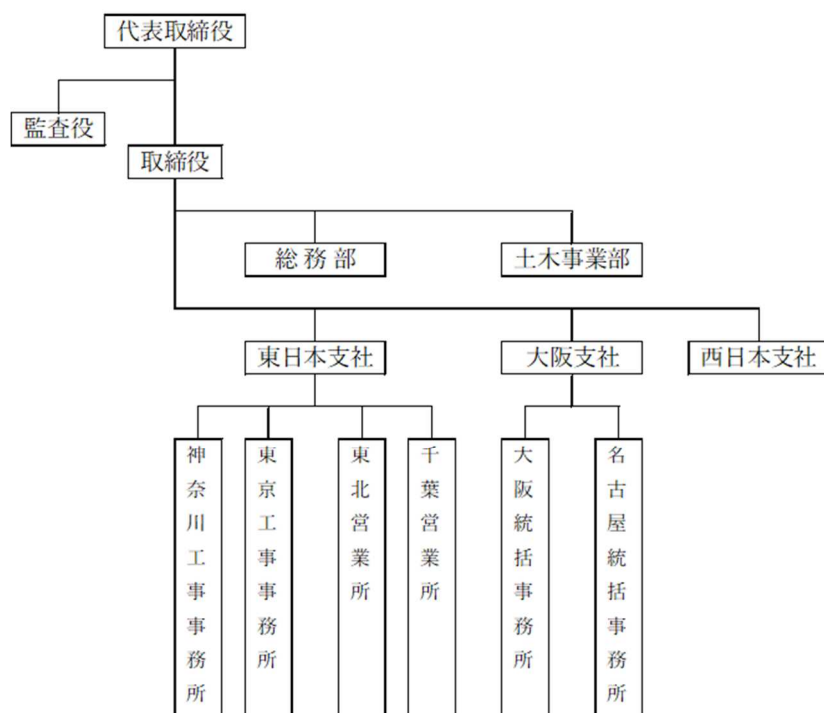 代表取締役
監査役
取締役
総務部
土木事業部
東日本支社
大阪支社
西日本支社
神奈川工事事務所
東京工事事務所
東北営業所
千葉営業所
大阪統括事務所
名古屋統括事務所